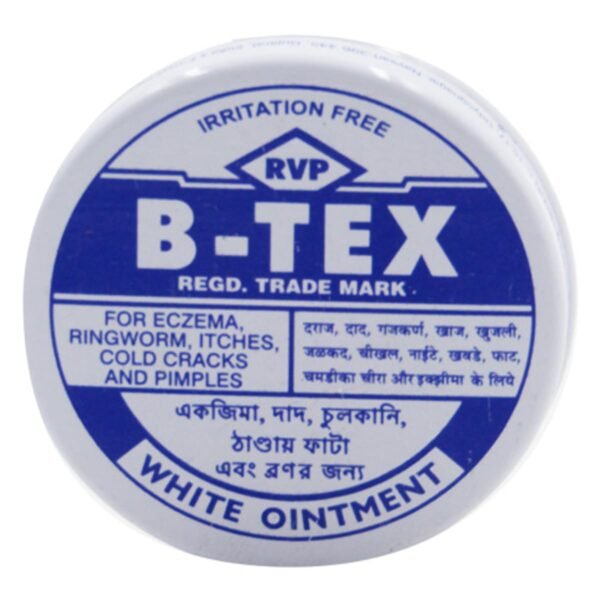 IRRITATION FREE
RVP
B-TEX
REGD. TRADE MARK
FOR ECZEMA,
RINGWORM, ITCHES,
COLD CRACKS
AND PIMPLES
दराज, दाद, गजकर्ण, खाज, खुजली,
जळकद, चीखल, नाईटे, खवडे, फाट,
चमडीका चीरा और इक्झीमा के लिये
একজিমা, দাদ, চুলকানি,
ঠাণ্ডায় ফাটা
এবং ব্রণর জন্য
WHITE OINTMENT